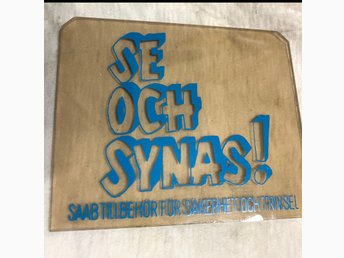 SE
OCH
SYNAS!
SAAB TILLBEHÖR FÖR SÄKERHET OCH TRIVSEL